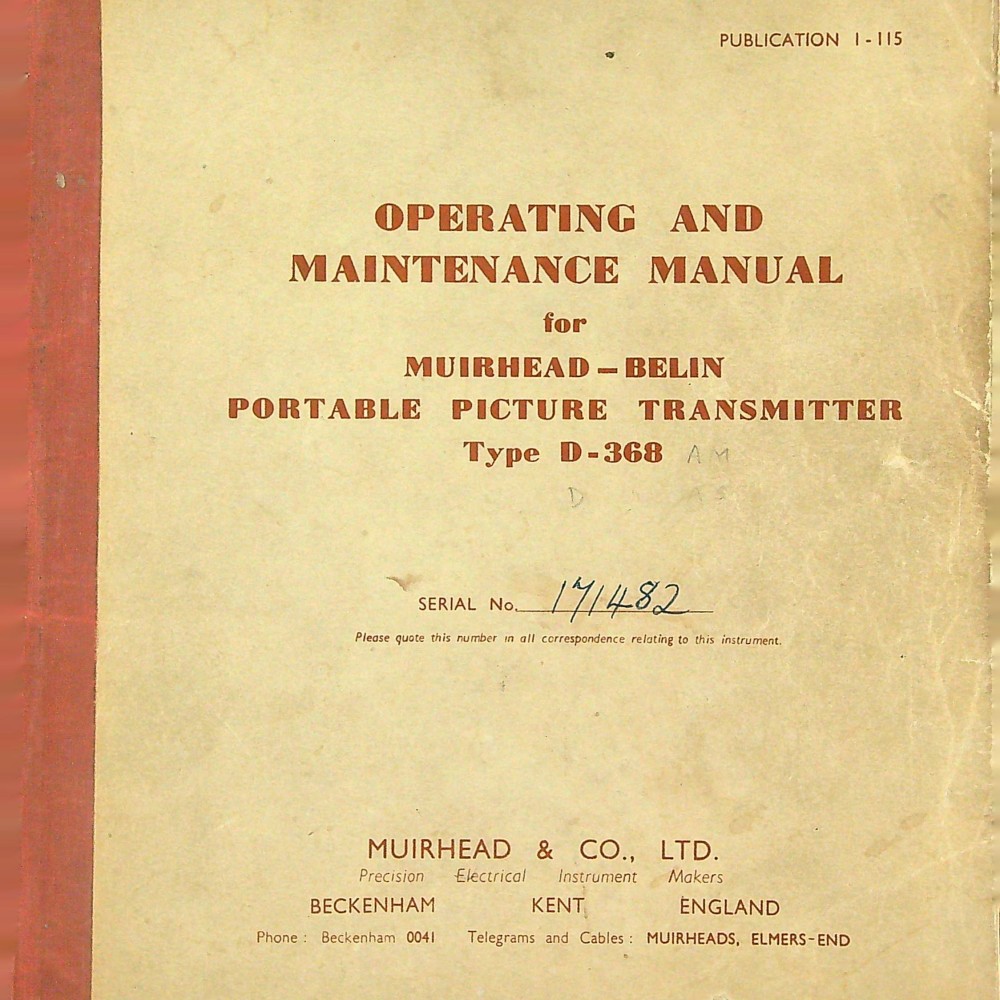 PUBLICATION 1-115
OPERATING AND
MAINTENANCE MANUAL
for
MUIRHEAD—BELIN
PORTABLE PICTURE TRANSMITTER
Type D-368 AM
D
SERIAL No. 171482
Please quote this number in all correspondence relating to this instrument.
MUIRHEAD & CO., LTD.
Precision Electrical Instrument Makers
BECKENHAM KENT ENGLAND
Phone: Beckenham 0041 Telegrams and Cables: MUIRHEADS, ELMERS-END